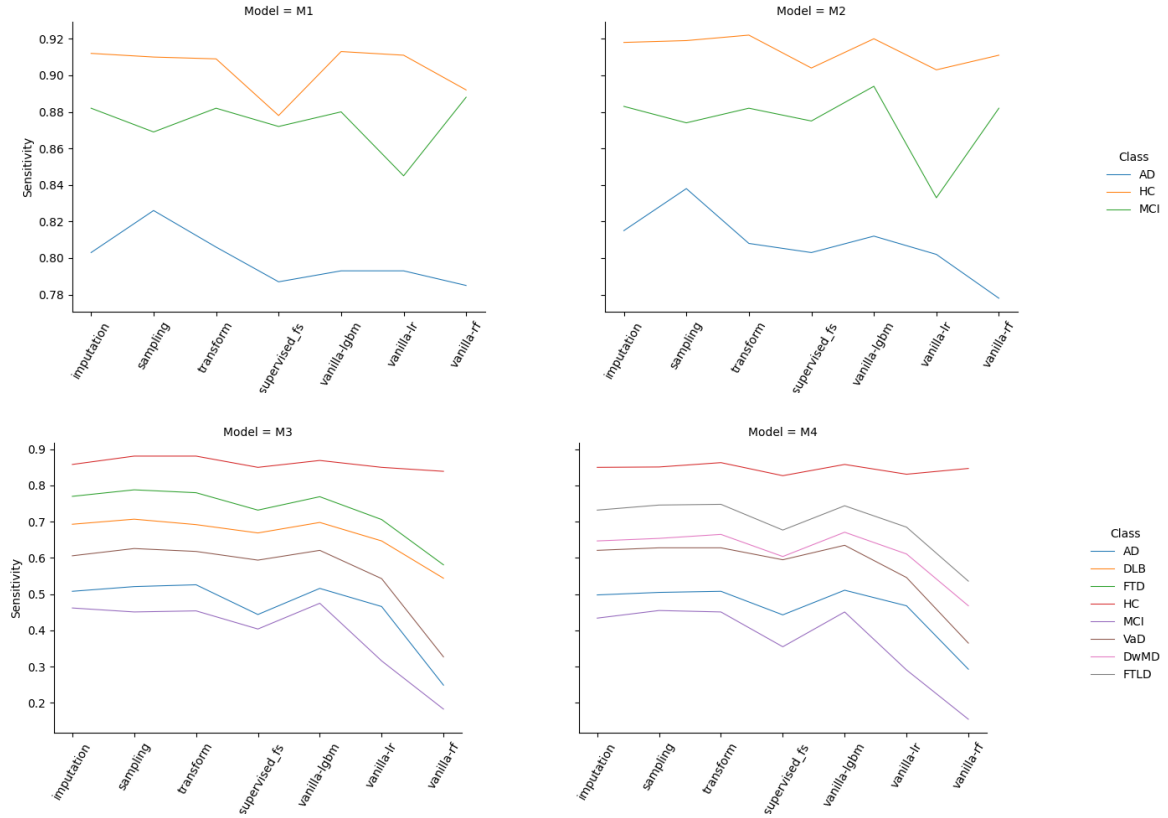 Model = M1
Model = M2
0.92
0.90
0.88
0.86
0.84
0.82
0.80
0.78
Sensitivity
imputation
sampling
transform
supervised_fs
vanilla-lgbm
vanilla-lr
vanilla-rf
imputation
sampling
transform
supervised_fs
vanilla-lgbm
vanilla-lr
vanilla-rf
Class
AD
HC
MCI
Model = M3
Model = M4
0.9
0.8
0.7
0.6
0.5
0.4
0.3
0.2
Sensitivity
imputation
sampling
transform
supervised_fs
vanilla-lgbm
vanilla-lr
vanilla-rf
imputation
sampling
transform
supervised_fs
vanilla-lgbm
vanilla-lr
vanilla-rf
Class
AD
DLB
FTD
HC
MCI
VaD
DwMD
FTLD